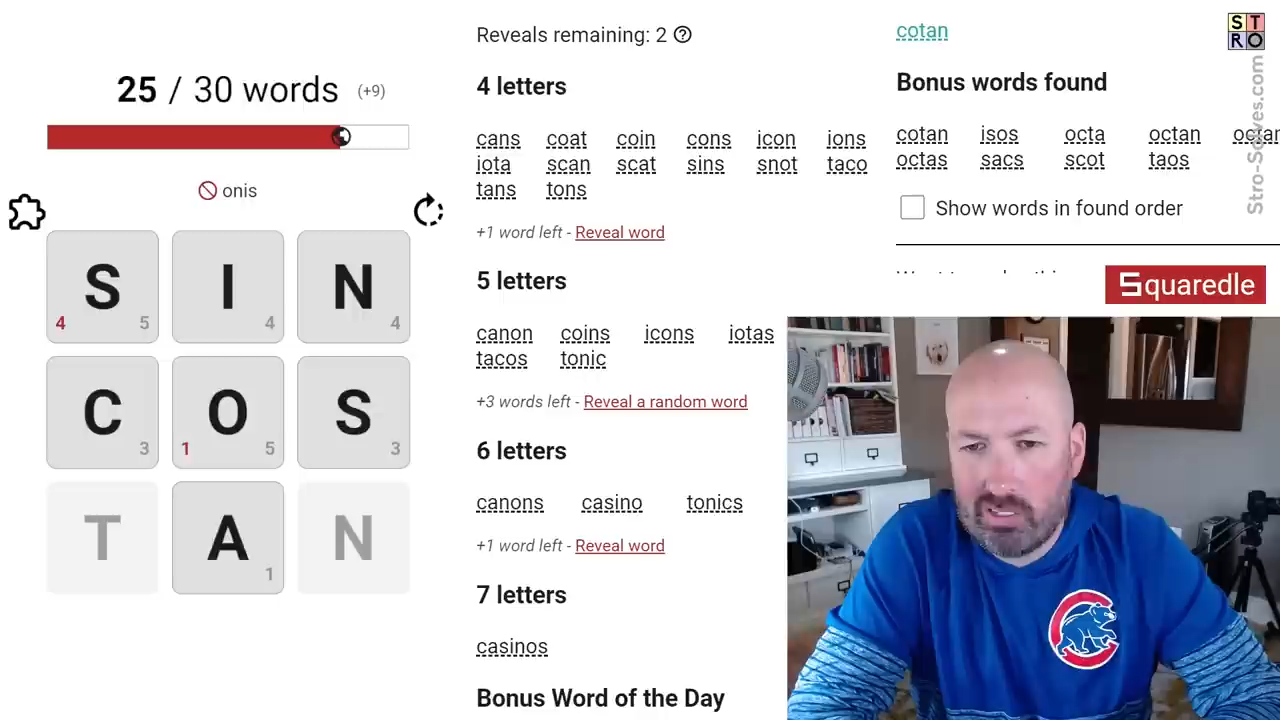 Reveals remaining: 2
25 / 30 words (+9)
onis
S I N
4 5 4 4
C O S
3 1 5 3
T A N
1
4 letters
cans coat coin cons icon ions
iota scan scat sins snot taco
tans tons
+1 word left - Reveal word
5 letters
canon coins icons iotas
tacos tonic
+3 words left - Reveal a random word
6 letters
canons casino tonics
+1 word left - Reveal word
7 letters
casinos
Bonus Word of the Day
cotan
Bonus words found
cotan isos octa octan
octas sacs scot taos
Show words in found order
S T
R O
Stro-Solves.com
Squaredle